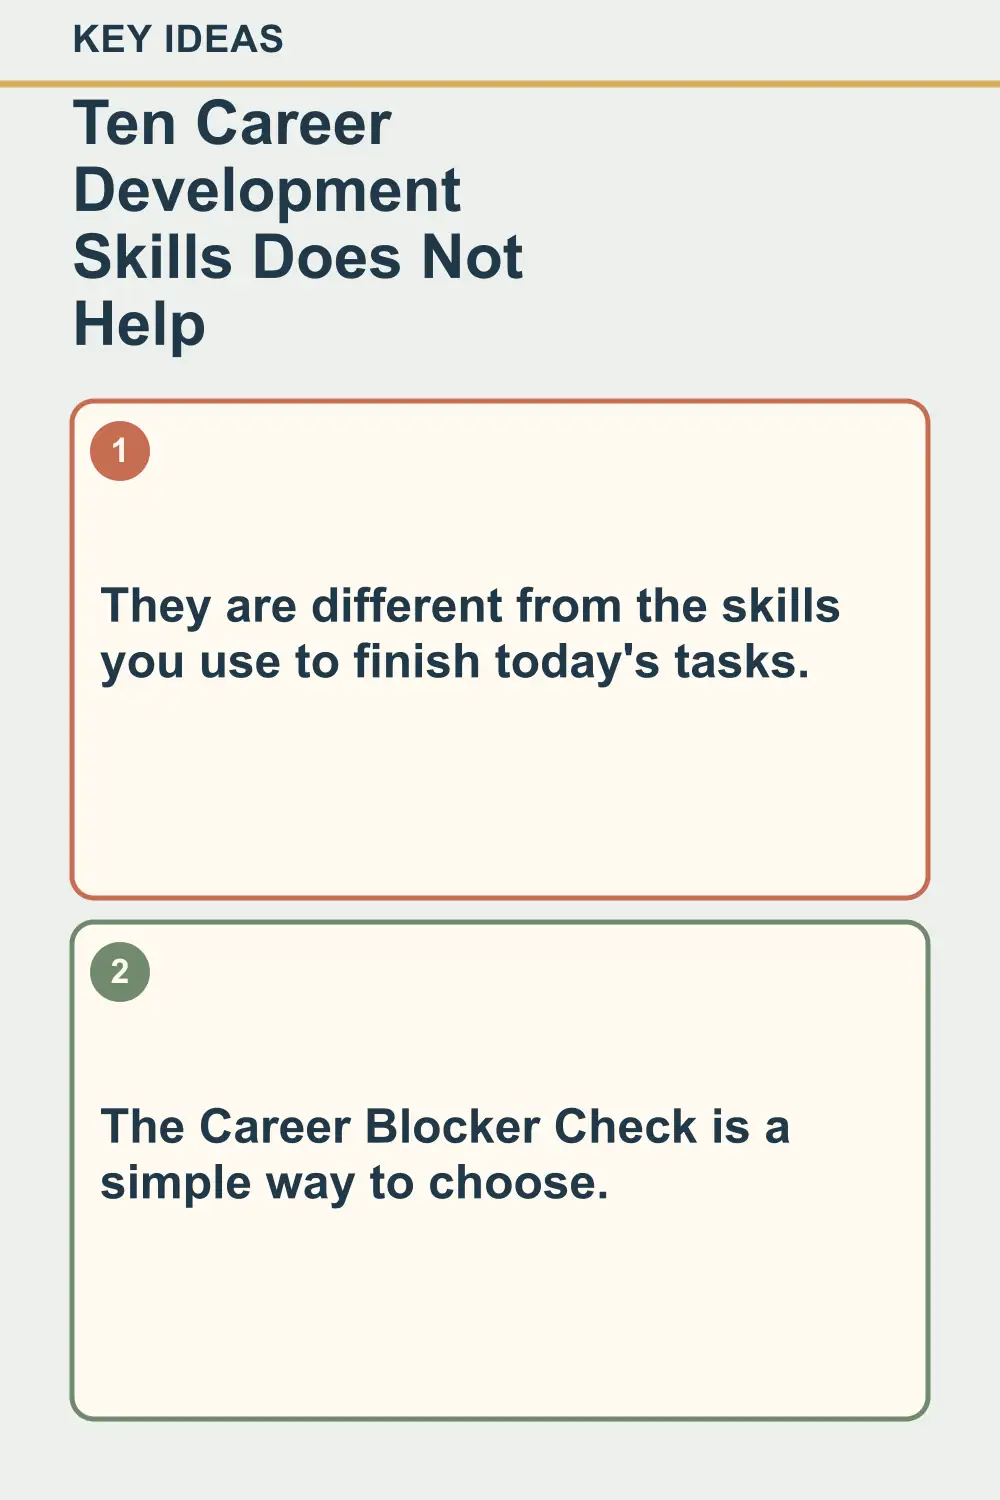 KEY IDEAS
Ten Career
Development
Skills Does Not
Help
1
They are different from the skills
you use to finish today's tasks.
2
The Career Blocker Check is a
simple way to choose.